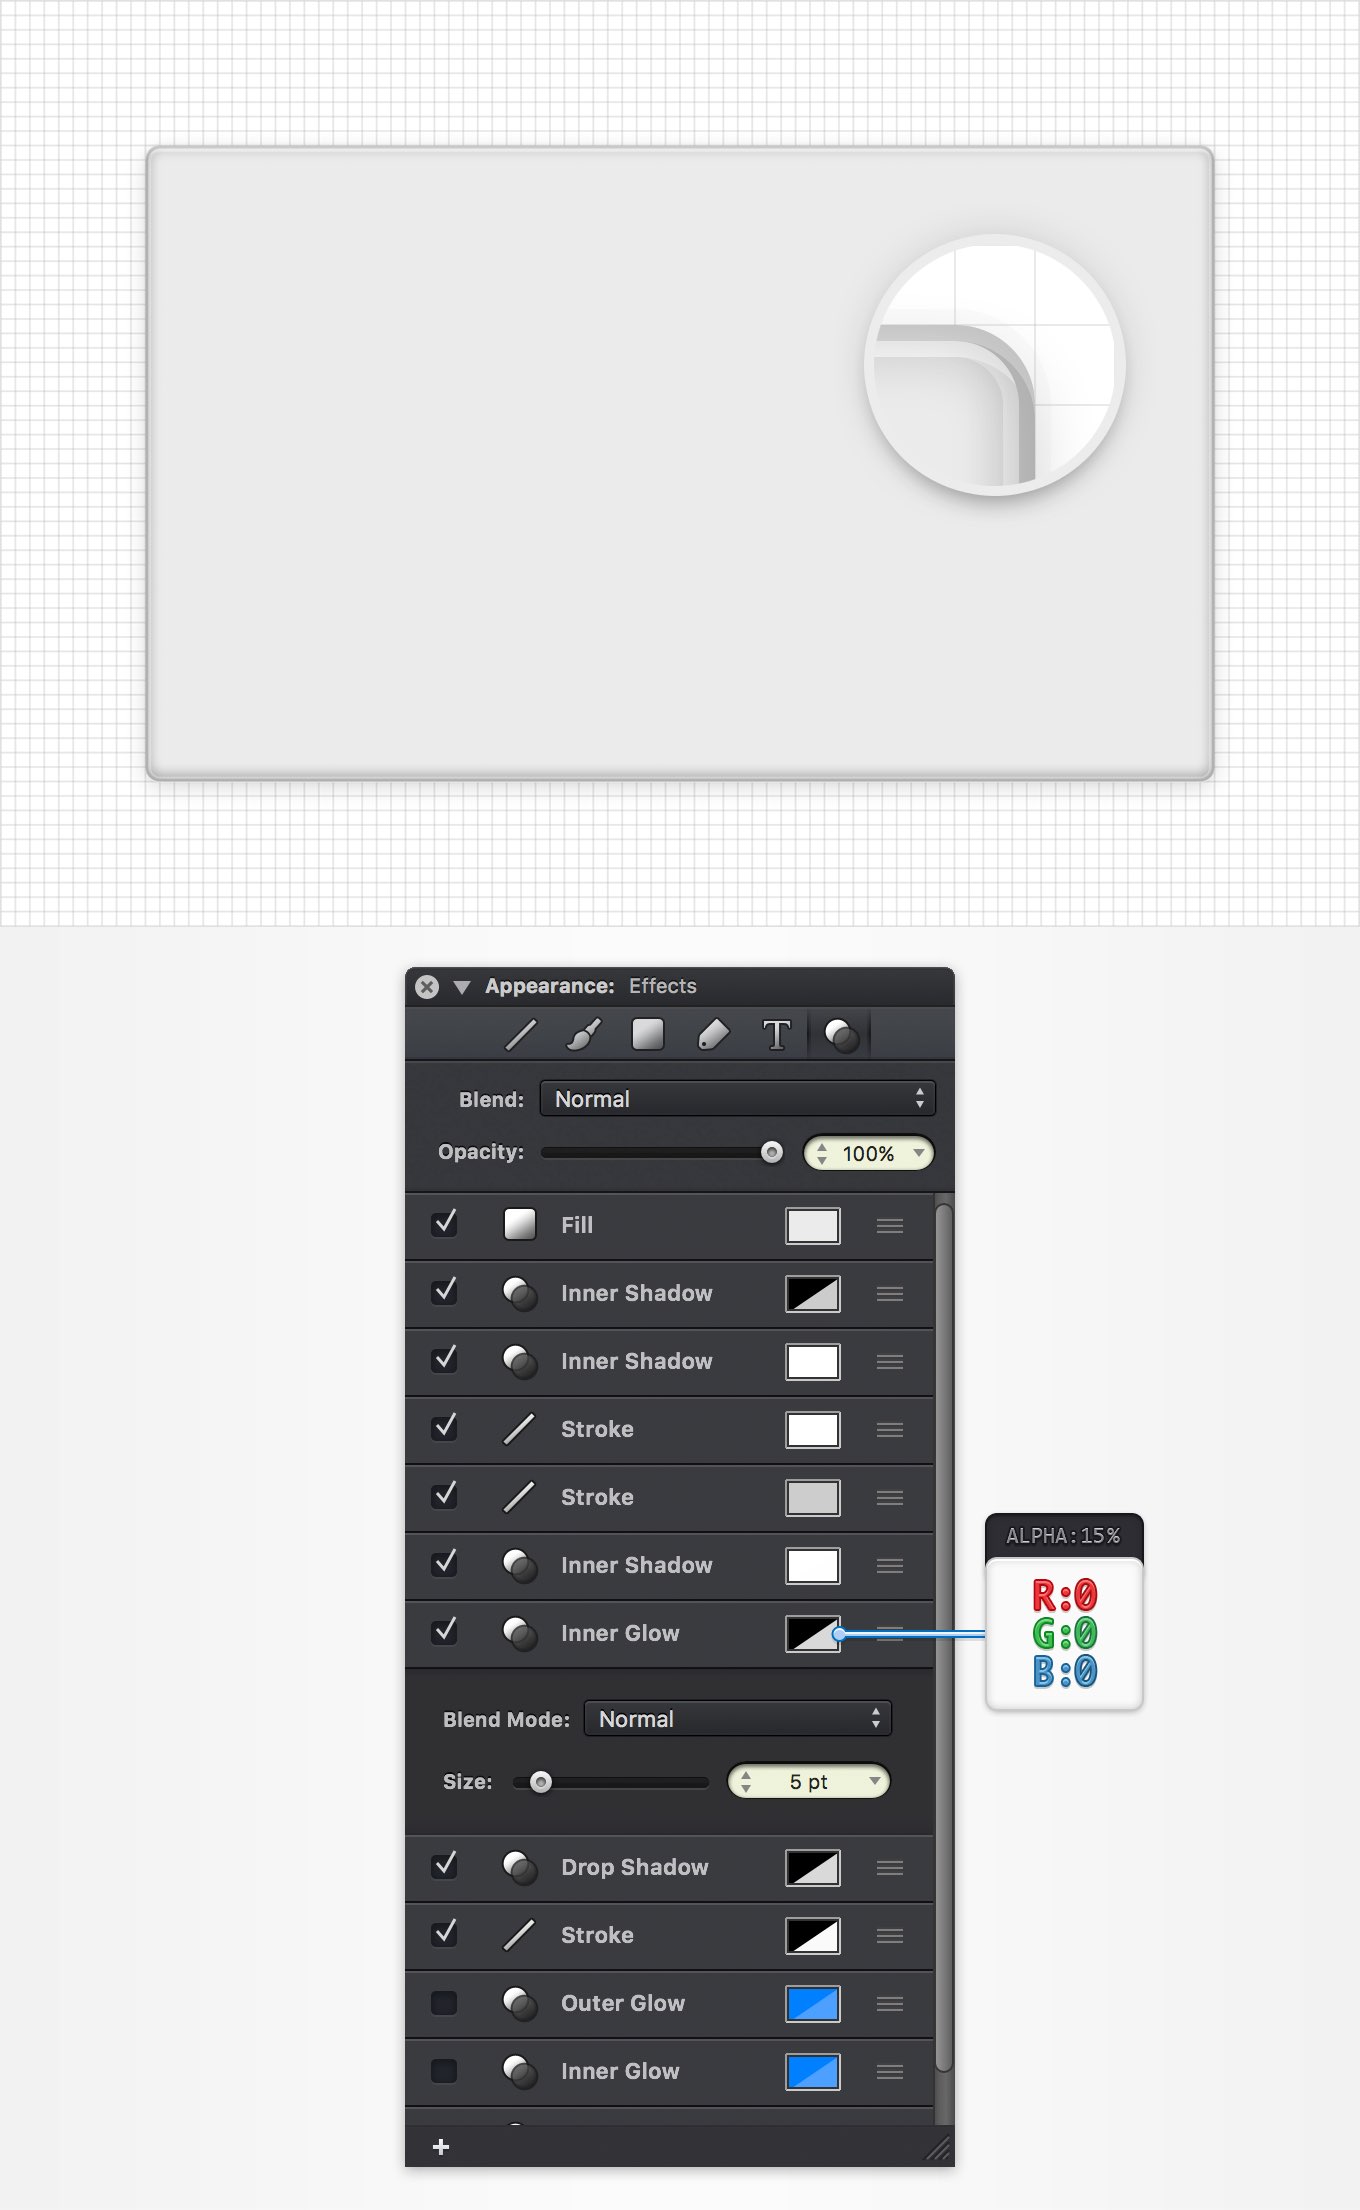 Appearance: Effects
T
Blend: Normal
Opacity: 100%
Fill
Inner Shadow
Inner Shadow
Stroke
Stroke
Inner Shadow
Inner Glow
ALPHA:15%
R:0
G:0
B:0
Blend Mode: Normal
Size: 5 pt
Drop Shadow
Stroke
Outer Glow
Inner Glow